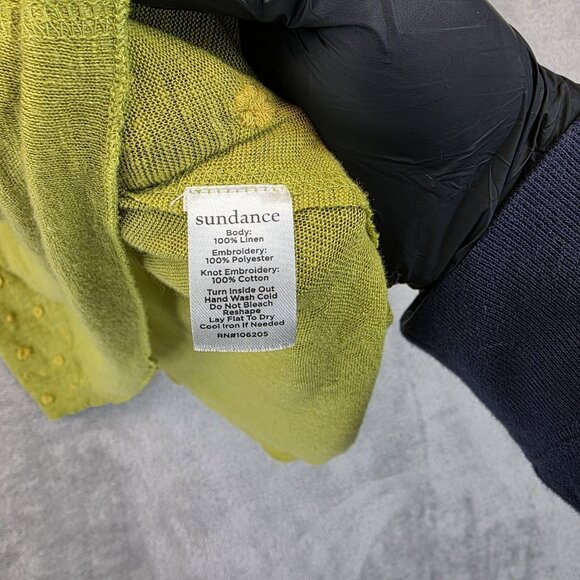 sundance
Body:
100% Linen
Embroidery:
100% Polyester
Knot Embroidery:
100% Cotton
Turn Inside Out
Hand Wash Cold
Do Not Bleach
Reshape
Lay Flat To Dry
Cool Iron If Needed
RN#106205